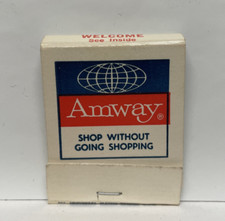 WELCOME
See Inside
Amway®
SHOP WITHOUT
GOING SHOPPING